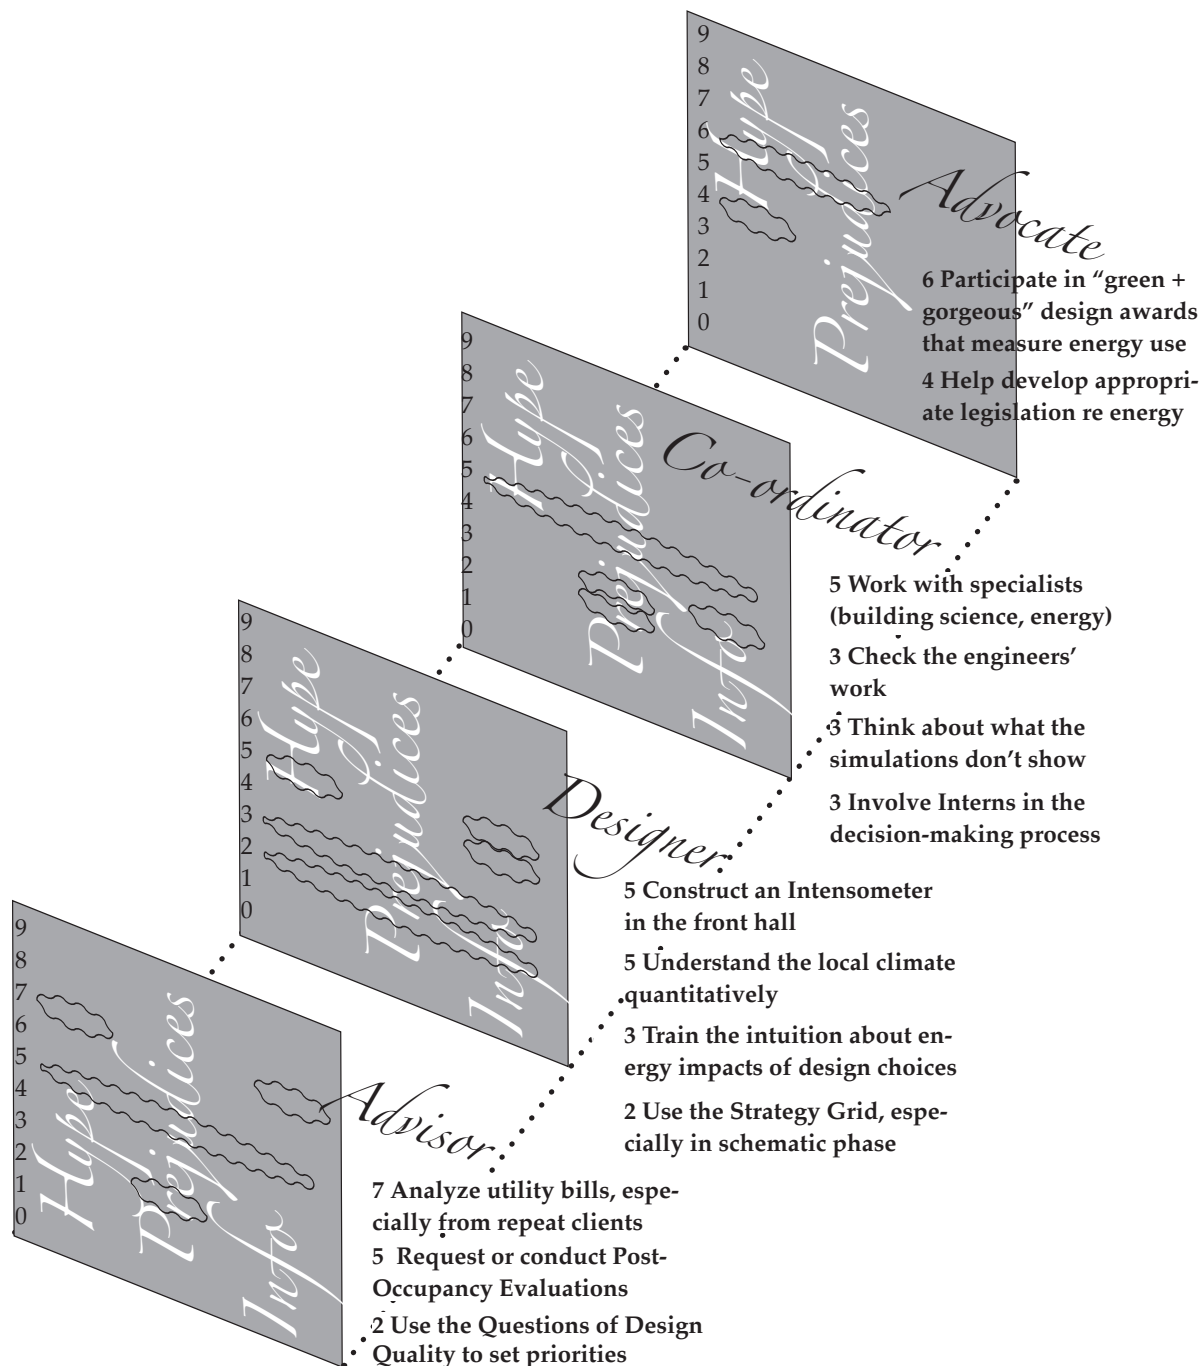 9
8
7
6
5
4
3
2
1
0
Hype
Prejudices
Advocate
6 Participate in “green +
gorgeous” design awards
that measure energy use
4 Help develop appropri-
ate legislation re energy
9
8
7
6
5
4
3
2
1
0
Hype
Prejudices
Info
Co-ordinator
5 Work with specialists
(building science, energy)
3 Check the engineers’
work
3 Think about what the
simulations don’t show
3 Involve Interns in the
decision-making process
9
8
7
6
5
4
3
2
1
0
Hype
Prejudices
Info
Designer
5 Construct an Intensometer
in the front hall
5 Understand the local climate
quantitatively
3 Train the intuition about en-
ergy impacts of design choices
2 Use the Strategy Grid, espe-
cially in schematic phase
9
8
7
6
5
4
3
2
1
0
Hype
Prejudices
Info
Advisor
7 Analyze utility bills, espe-
cially from repeat clients
5 Request or conduct Post-
Occupancy Evaluations
2 Use the Questions of Design
Quality to set priorities